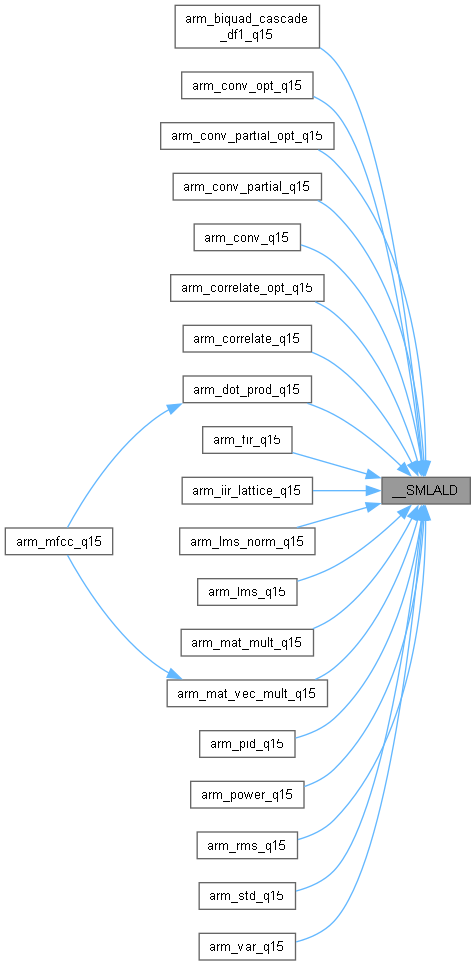 arm_biquad_cascade
_df1_q15
arm_conv_opt_q15
arm_conv_partial_opt_q15
arm_conv_partial_q15
arm_conv_q15
arm_correlate_opt_q15
arm_correlate_q15
arm_dot_prod_q15
arm_fir_q15
__SMLALD
arm_iir_lattice_q15
arm_mfcc_q15
arm_lms_norm_q15
arm_lms_q15
arm_mat_mult_q15
arm_mat_vec_mult_q15
arm_pid_q15
arm_power_q15
arm_rms_q15
arm_std_q15
arm_var_q15